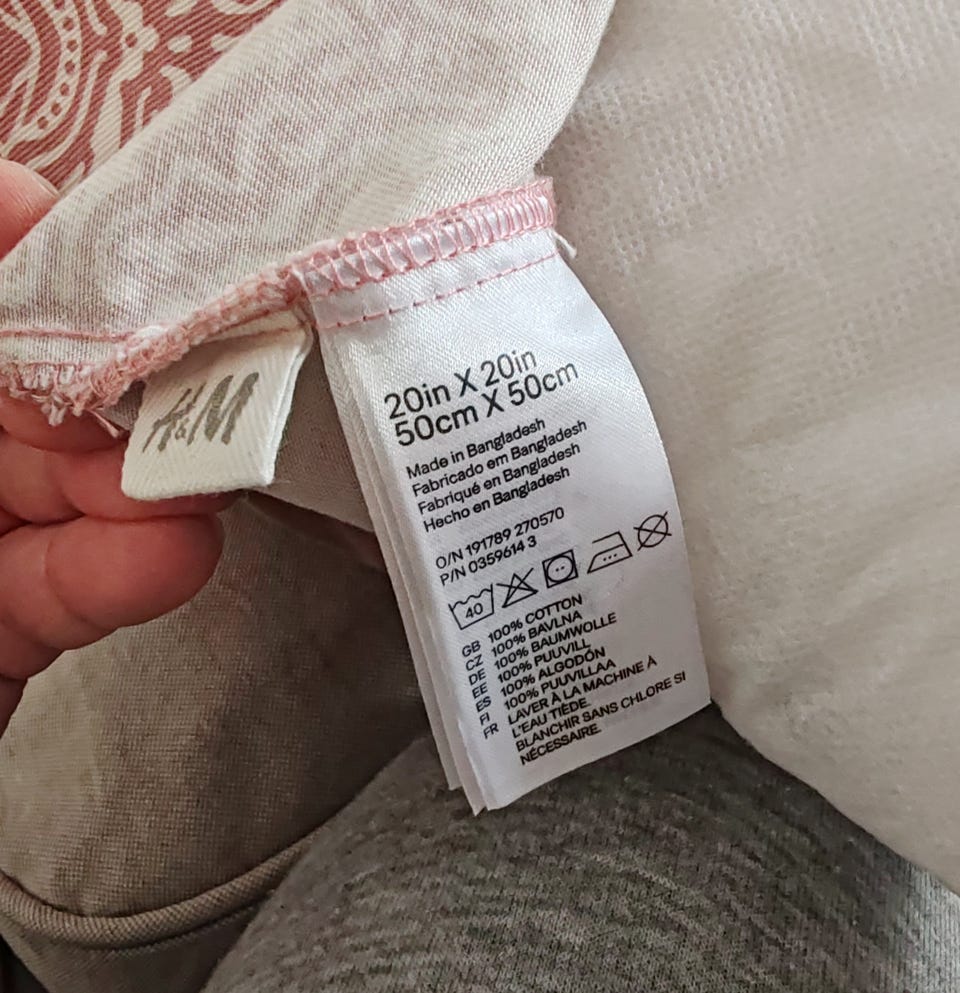 H&M
20in X 20in
50cm X 50cm
Made in Bangladesh
Fabricado em Bangladesh
Fabriqué en Bangladesh
Hecho en Bangladesh
O/N 191789 270570
P/N 0359614 3
40
GB 100% COTTON
CZ 100% BAVLNA
DE 100% BAUMWOLLE
EE 100% PUUVILL
ES 100% ALGODÓN
FI 100% PUUVILLAA
FR LAVER À LA MACHINE À
L'EAU TIÈDE.
BLANCHIR SANS CHLORE SI
NÉCESSAIRE.